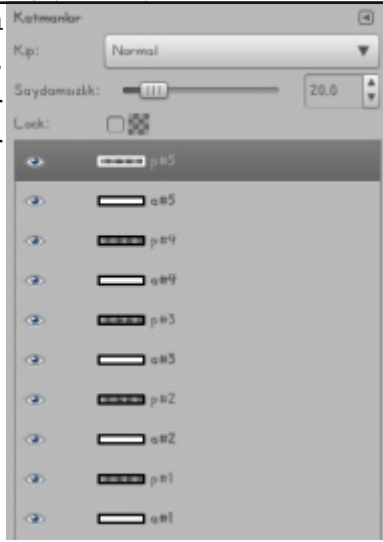 Katmanlar
Kip: Normal
Saydamsızlık: 20,0
Lock:
p#5
a#5
p#4
a#4
p#3
a#3
p#2
a#2
p#1
a#1